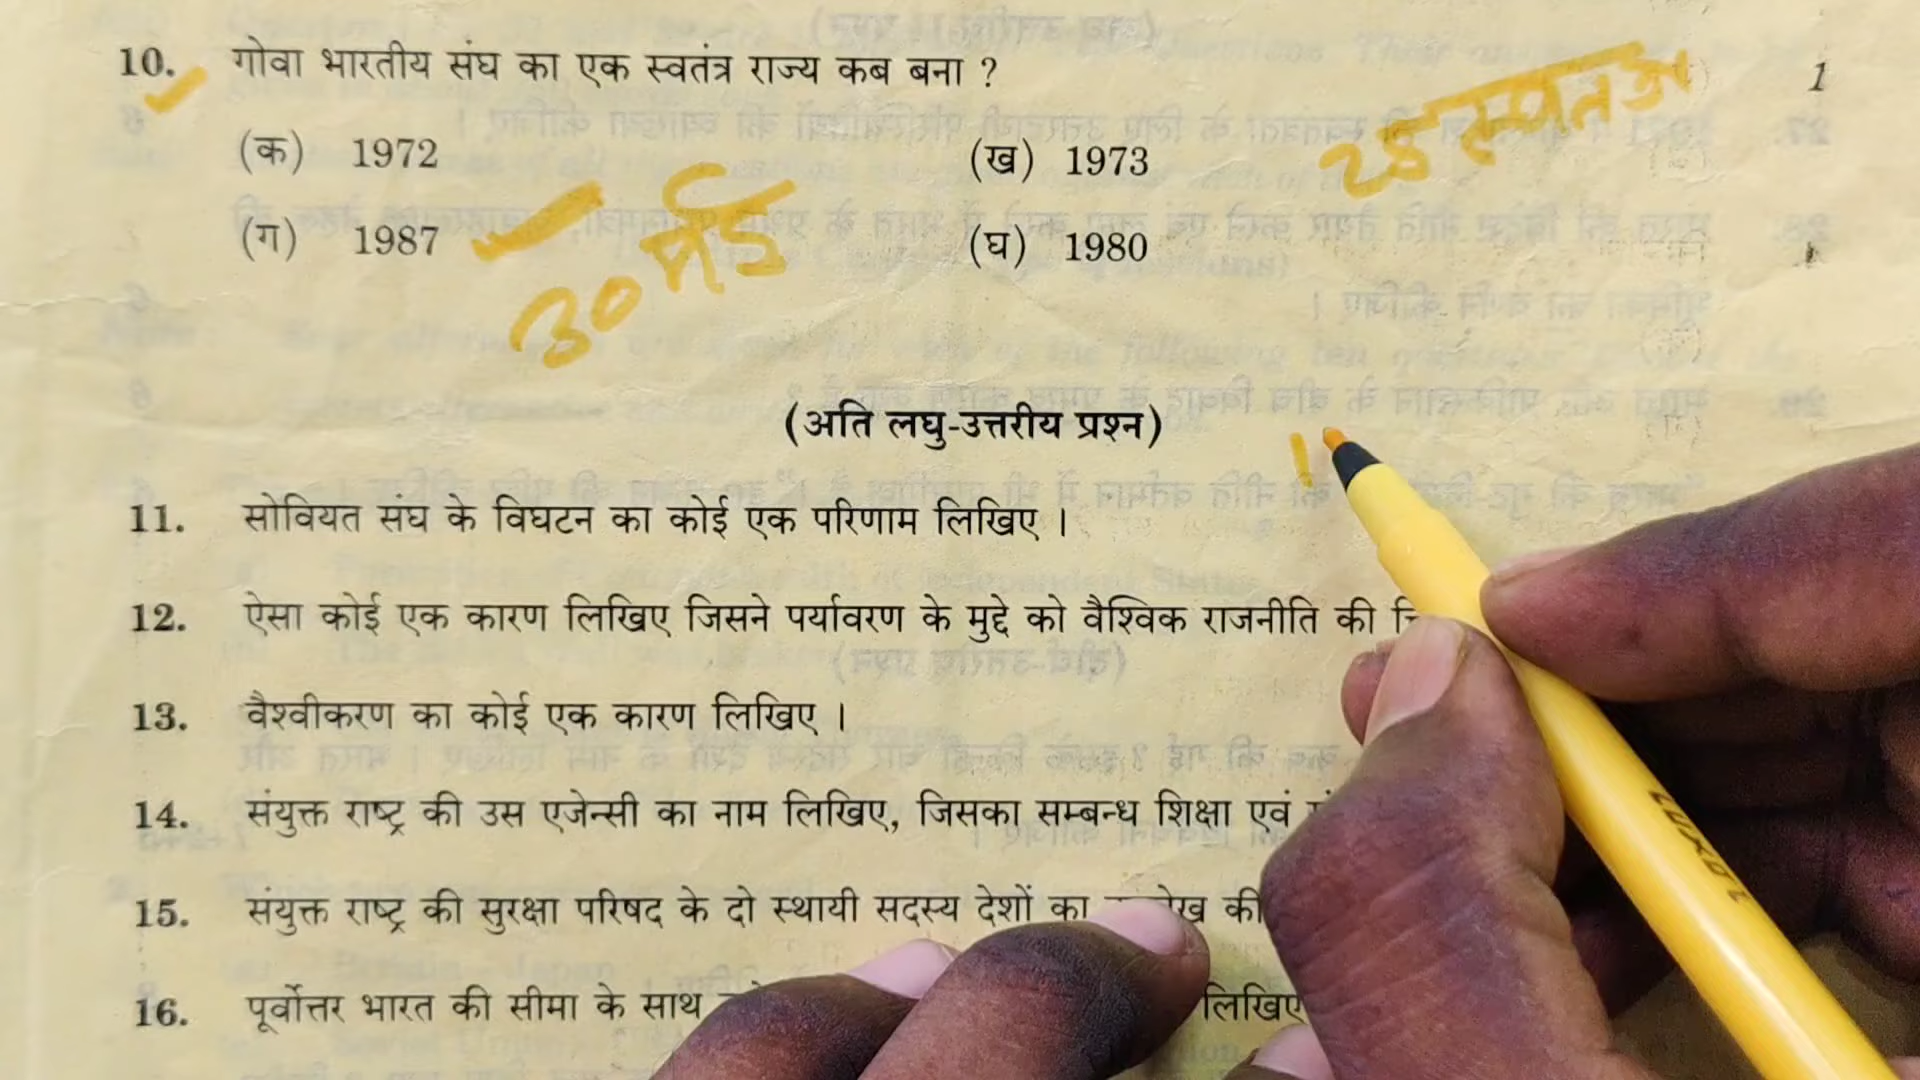 10. गोवा भारतीय संघ का एक स्वतंत्र राज्य कब बना ? 1
(क) 1972 (ख) 1973
(ग) 1987 (घ) 1980
30 मई
(अति लघु-उत्तरीय प्रश्न)
11. सोवियत संघ के विघटन का कोई एक परिणाम लिखिए ।
12. ऐसा कोई एक कारण लिखिए जिसने पर्यावरण के मुद्दे को वैश्विक राजनीति की
13. वैश्वीकरण का कोई एक कारण लिखिए ।
14. संयुक्त राष्ट्र की उस एजेन्सी का नाम लिखिए, जिसका सम्बन्ध शिक्षा एवं
15. संयुक्त राष्ट्र की सुरक्षा परिषद के दो स्थायी सदस्य देशों का
16. पूर्वोत्तर भारत की सीमा के साथ लिखिए